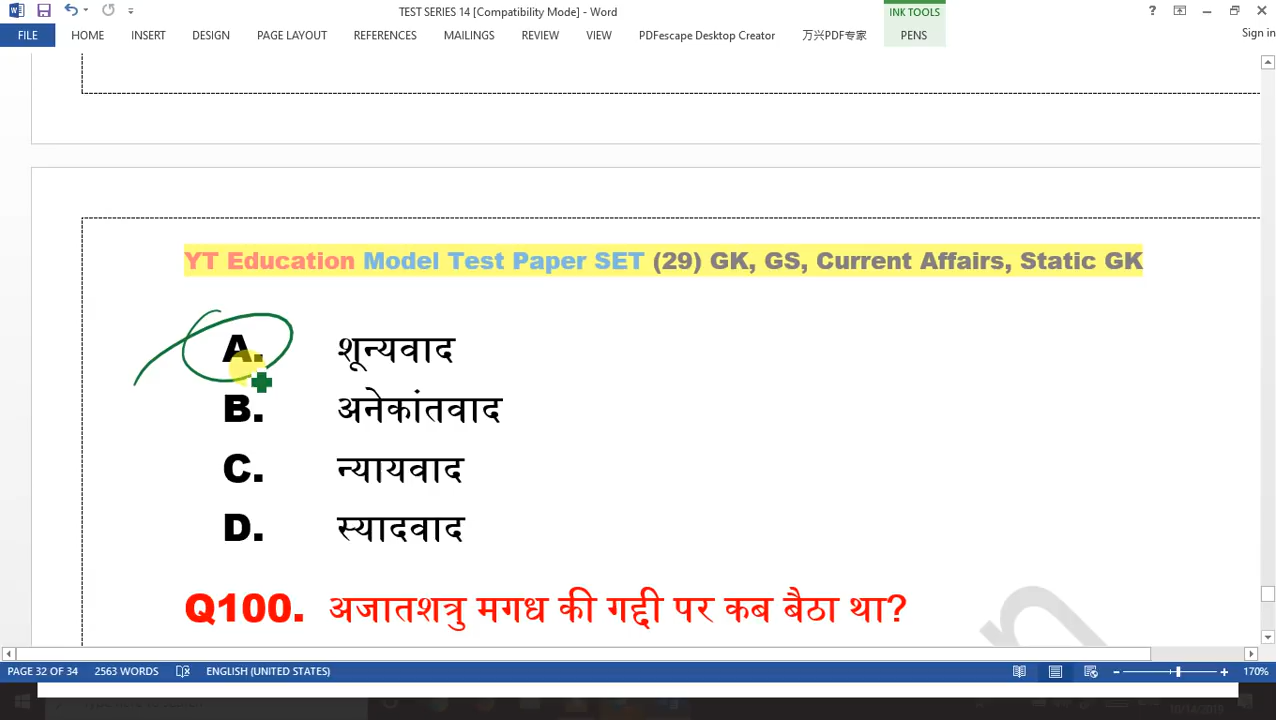 TEST SERIES 14 [Compatibility Mode] - Word
INK TOOLS
FILE HOME INSERT DESIGN PAGE LAYOUT REFERENCES MAILINGS REVIEW VIEW PDFescape Desktop Creator 万兴PDF专家 PENS
Sign in
YT Education Model Test Paper SET (29) GK, GS, Current Affairs, Static GK
A. शून्यवाद
B. अनेकांतवाद
C. न्यायवाद
D. स्यादवाद
Q100. अजातशत्रु मगध की गद्दी पर कब बैठा था?
PAGE 32 OF 34 2563 WORDS ENGLISH (UNITED STATES) 170%
10/14/2019